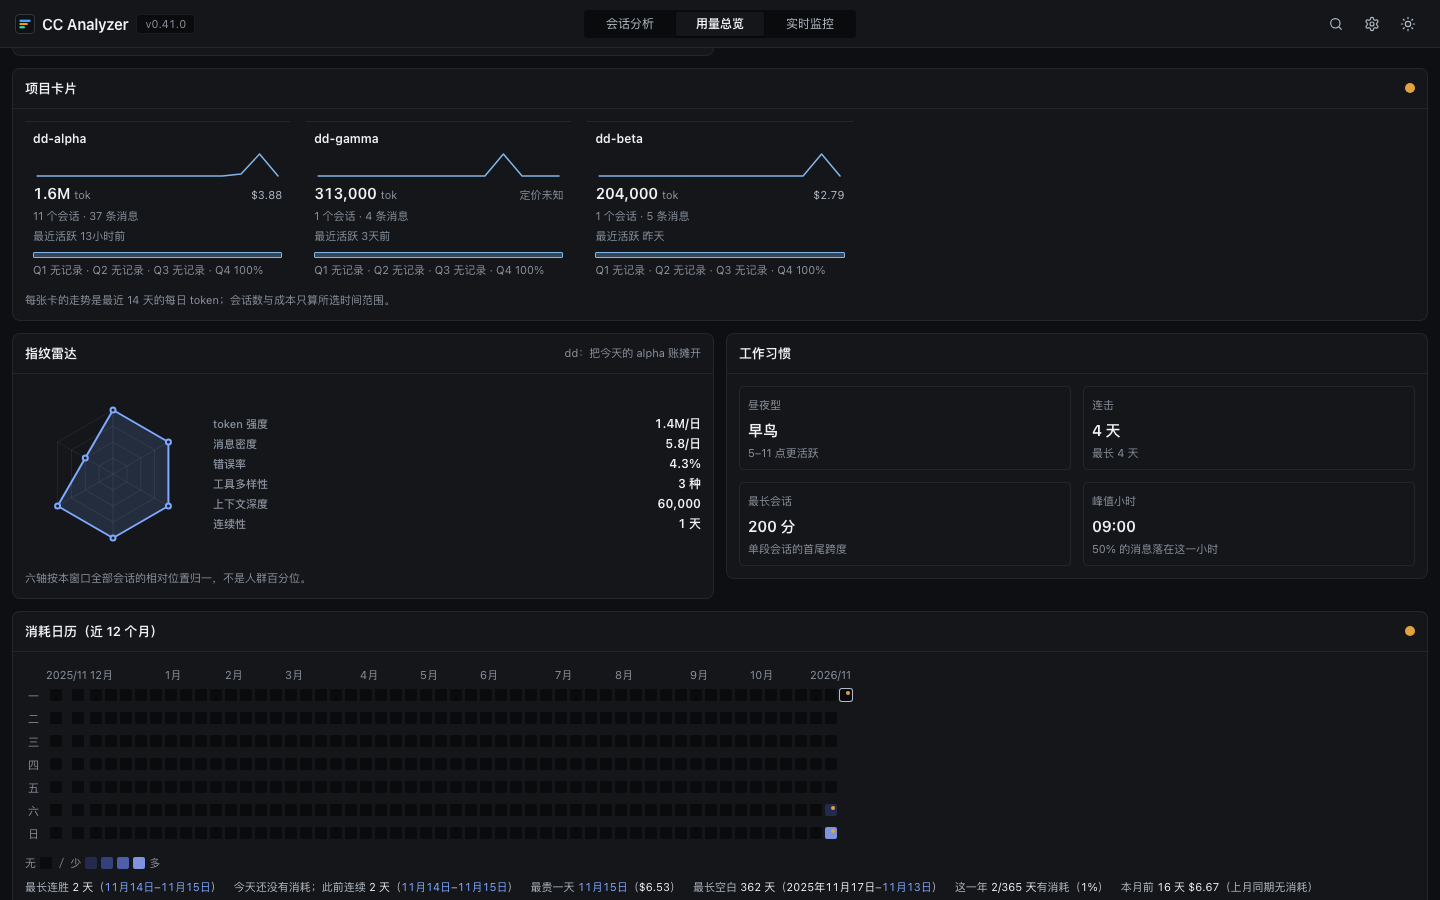 CC Analyzer v0.41.0 会话分析 用量总览 实时监控
项目卡片
dd-alpha
1.6M tok $3.88
11 个会话 · 37 条消息
最近活跃 13小时前
Q1 无记录 · Q2 无记录 · Q3 无记录 · Q4 100%
dd-gamma
313,000 tok 定价未知
1 个会话 · 4 条消息
最近活跃 3天前
Q1 无记录 · Q2 无记录 · Q3 无记录 · Q4 100%
dd-beta
204,000 tok $2.79
1 个会话 · 5 条消息
最近活跃 昨天
Q1 无记录 · Q2 无记录 · Q3 无记录 · Q4 100%
每张卡的走势是最近 14 天的每日 token；会话数与成本只算所选时间范围。
指纹雷达 dd：把今天的 alpha 账摊开
token 强度 1.4M/日
消息密度 5.8/日
错误率 4.3%
工具多样性 3 种
上下文深度 60,000
连续性 1 天
六轴按本窗口全部会话的相对位置归一，不是人群百分位。
工作习惯
昼夜型
早鸟
5–11 点更活跃
连击
4 天
最长 4 天
最长会话
200 分
单段会话的首尾跨度
峰值小时
09:00
50% 的消息落在这一小时
消耗日历（近 12 个月）
2025/11 12月 1月 2月 3月 4月 5月 6月 7月 8月 9月 10月 2026/11
一
二
三
四
五
六
日
无 / 少 多
最长连胜 2 天（11月14日–11月15日） 今天还没有消耗；此前连续 2 天（11月14日–11月15日） 最贵一天 11月15日（$6.53） 最长空白 362 天（2025年11月17日–11月13日） 这一年 2/365 天有消耗（1%） 本月前 16 天 $6.67（上月同期无消耗）